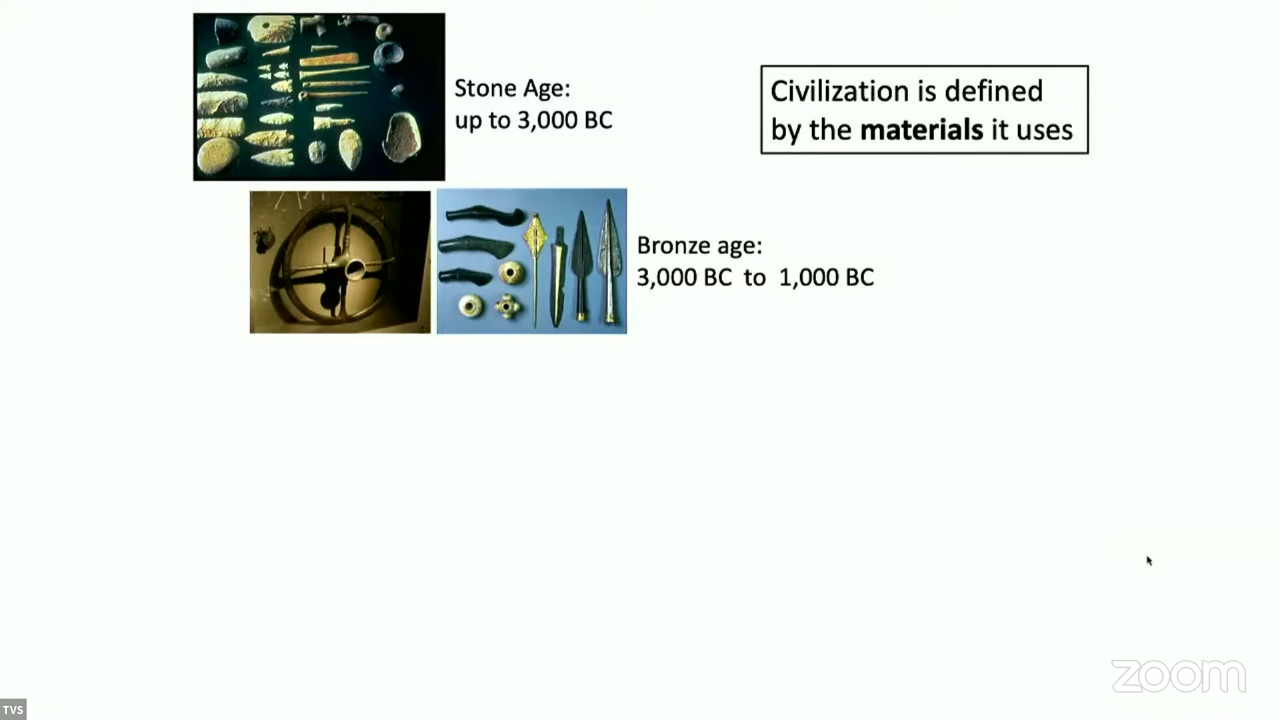 Stone Age:
up to 3,000 BC
Civilization is defined
by the materials it uses
Bronze age:
3,000 BC to 1,000 BC
zoom
TVS